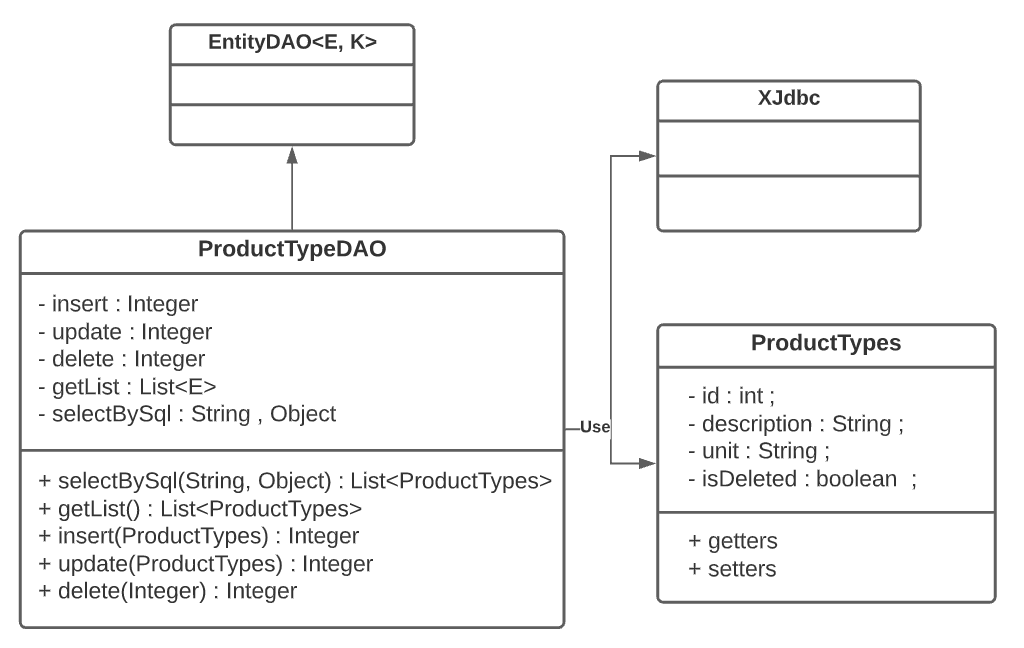 EntityDAO<E, K>
XJdbc
ProductTypeDAO
- insert : Integer
- update : Integer
- delete : Integer
- getList : List<E>
- selectBySql : String , Object
+ selectBySql(String, Object) : List<ProductTypes>
+ getList() : List<ProductTypes>
+ insert(ProductTypes) : Integer
+ update(ProductTypes) : Integer
+ delete(Integer) : Integer
Use
ProductTypes
- id : int ;
- description : String ;
- unit : String ;
- isDeleted : boolean  ;
+ getters
+ setters